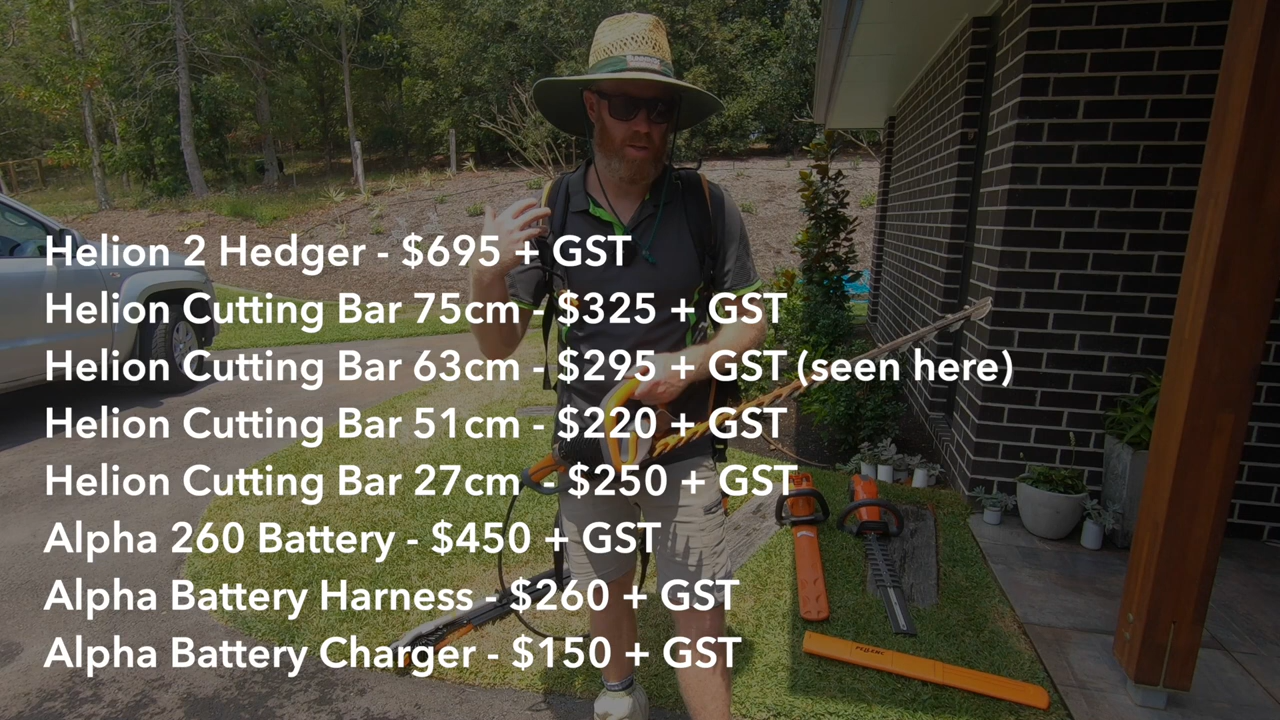 Helion 2 Hedger - $695 + GST
Helion Cutting Bar 75cm - $325 + GST
Helion Cutting Bar 63cm - $295 + GST (seen here)
Helion Cutting Bar 51cm - $220 + GST
Helion Cutting Bar 27cm - $250 + GST
Alpha 260 Battery - $450 + GST
Alpha Battery Harness - $260 + GST
Alpha Battery Charger - $150 + GST
PELLENC